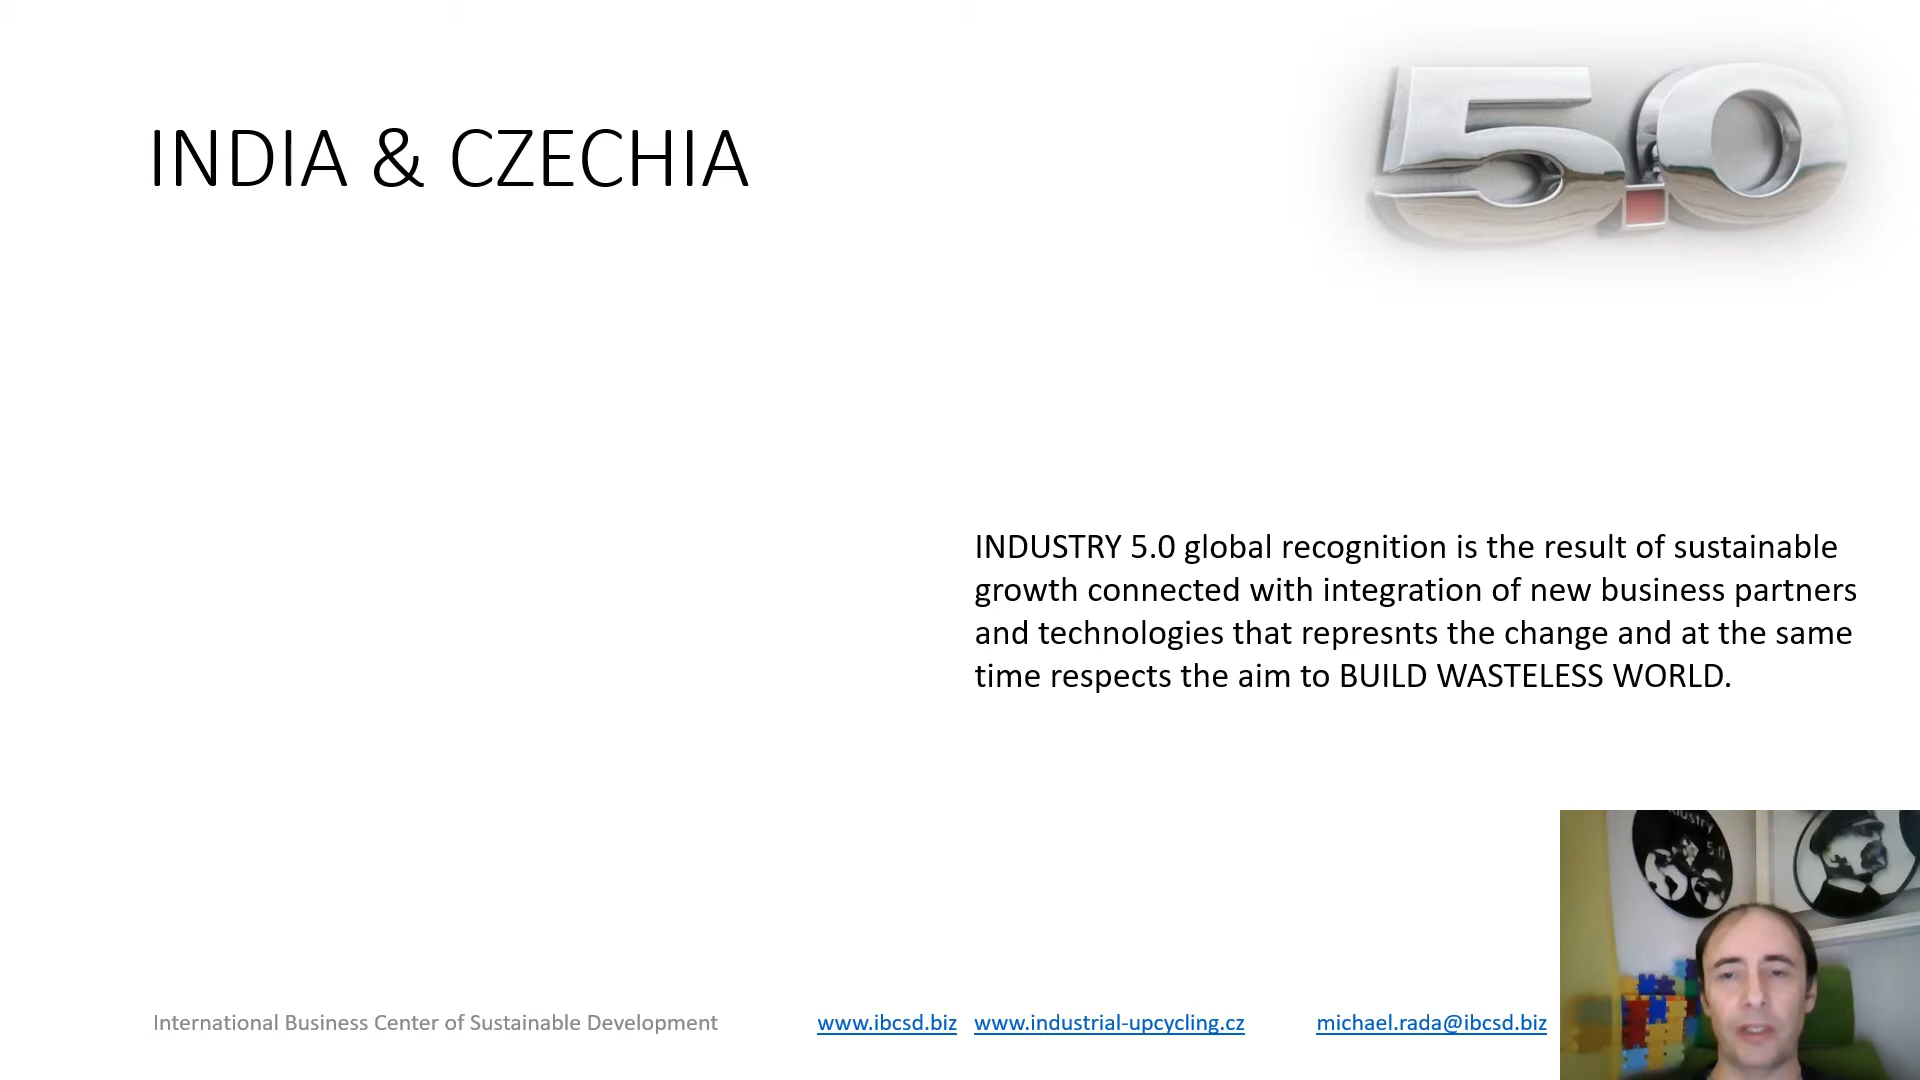 5.0
INDIA & CZECHIA
INDUSTRY 5.0 global recognition is the result of sustainable
growth connected with integration of new business partners
and technologies that represnts the change and at the same
time respects the aim to BUILD WASTELESS WORLD.
Industry
5.0
International Business Center of Sustainable Development
www.ibcsd.biz www.industrial-upcycling.cz
michael.rada@ibcsd.biz